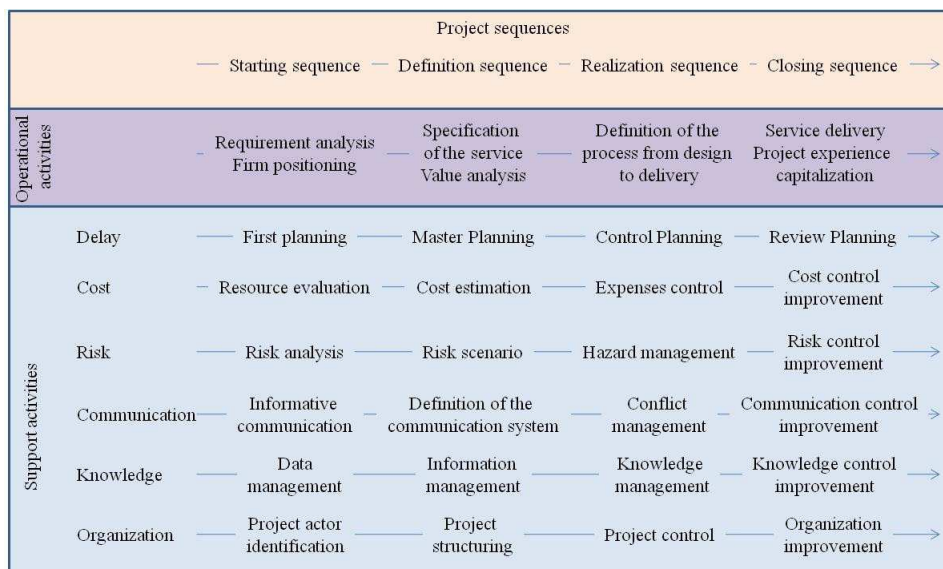 Project sequences
Starting sequence Definition sequence Realization sequence Closing sequence
Operational
activities
Requirement analysis
Firm positioning
Specification
of the service
Value analysis
Definition of the
process from design
to delivery
Service delivery
Project experience
capitalization
Support activities
Delay First planning Master Planning Control Planning Review Planning
Cost Resource evaluation Cost estimation Expenses control Cost control
improvement
Risk Risk analysis Risk scenario Hazard management Risk control
improvement
Communication Informative
communication
Definition of the
communication system
Conflict
management
Communication control
improvement
Knowledge Data
management
Information
management
Knowledge
management
Knowledge control
improvement
Organization Project actor
identification
Project
structuring
Project control
Organization
improvement